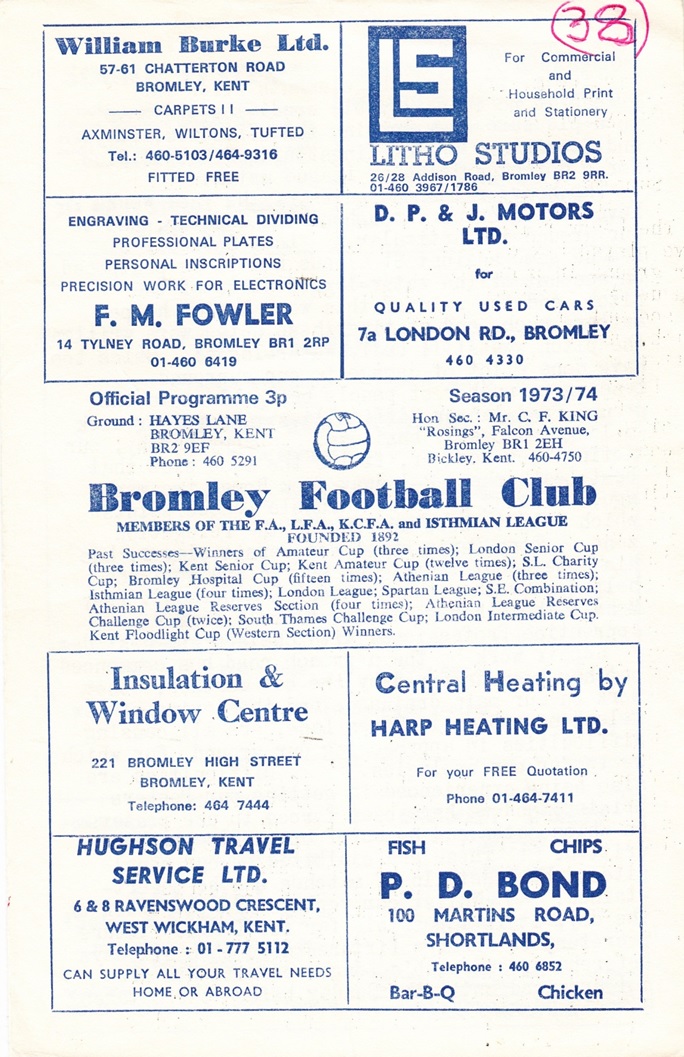 38
William Burke Ltd.
57-61 CHATTERTON ROAD
BROMLEY, KENT
—— CARPETS II ——
AXMINSTER, WILTONS, TUFTED
Tel.: 460-5103/464-9316
FITTED FREE
LS
For Commercial
and
Household Print
and Stationery
LITHO STUDIOS
26/28 Addison Road, Bromley BR2 9RR.
01-460 3967/1786
ENGRAVING - TECHNICAL DIVIDING
PROFESSIONAL PLATES
PERSONAL INSCRIPTIONS
PRECISION WORK FOR ELECTRONICS
F. M. FOWLER
14 TYLNEY ROAD, BROMLEY BR1 2RP
01-460 6419
D. P. & J. MOTORS
LTD.
for
QUALITY USED CARS
7a LONDON RD., BROMLEY
460 4330
Official Programme 3p
Ground : HAYES LANE
BROMLEY, KENT
BR2 9EF
Phone : 460 5291
Season 1973/74
Hon Sec. : Mr. C. F. KING
"Rosings", Falcon Avenue,
Bromley BR1 2EH
Bickley, Kent. 460-4750
Bromley Football Club
MEMBERS OF THE F.A., L.F.A., K.C.F.A. and ISTHMIAN LEAGUE
FOUNDED 1892
Past Successes—Winners of Amateur Cup (three times); London Senior Cup
(three times); Kent Senior Cup; Kent Amateur Cup (twelve times); S.L. Charity
Cup; Bromley Hospital Cup (fifteen times); Athenian League (three times);
Isthmian League (four times); London League; Spartan League; S.E. Combination;
Athenian League Reserves Section (four times); Athenian League Reserves
Challenge Cup (twice); South Thames Challenge Cup; London Intermediate Cup.
Kent Floodlight Cup (Western Section) Winners.
Insulation &
Window Centre
221 BROMLEY HIGH STREET
BROMLEY, KENT
Telephone: 464 7444
Central Heating by
HARP HEATING LTD.
For your FREE Quotation
Phone 01-464-7411
HUGHSON TRAVEL
SERVICE LTD.
6 & 8 RAVENSWOOD CRESCENT,
WEST WICKHAM, KENT.
Telephone : 01 - 777 5112
CAN SUPPLY ALL YOUR TRAVEL NEEDS
HOME OR ABROAD
FISH CHIPS
P. D. BOND
100 MARTINS ROAD,
SHORTLANDS,
Telephone : 460 6852
Bar-B-Q Chicken